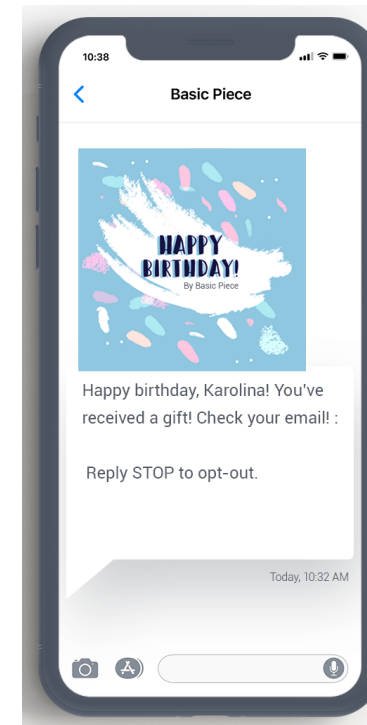 10:38
Basic Piece
HAPPY
BIRTHDAY!
By Basic Piece
Happy birthday, Karolina! You've
received a gift! Check your email! :
Reply STOP to opt-out.
Today, 10:32 AM